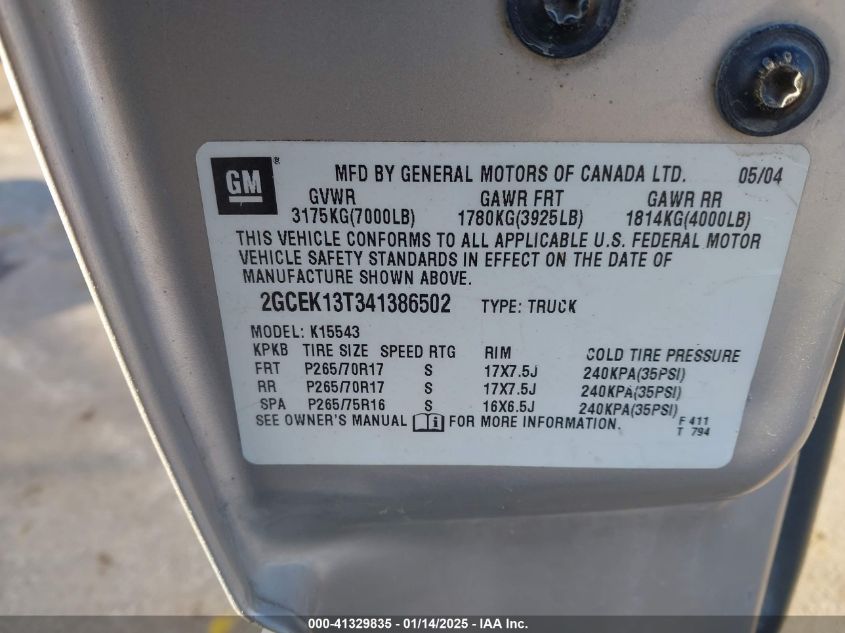 GM ® MFD BY GENERAL MOTORS OF CANADA LTD. 05/04
GVWR GAWR FRT GAWR RR
3175KG(7000LB) 1780KG(3925LB) 1814KG(4000LB)
THIS VEHICLE CONFORMS TO ALL APPLICABLE U.S. FEDERAL MOTOR
VEHICLE SAFETY STANDARDS IN EFFECT ON THE DATE OF
MANUFACTURE SHOWN ABOVE.
2GCEK13T341386502 TYPE: TRUCK
MODEL: K15543
KPKB TIRE SIZE SPEED RTG RIM COLD TIRE PRESSURE
FRT P265/70R17 S 17X7.5J 240KPA(35PSI)
RR P265/70R17 S 17X7.5J 240KPA(35PSI)
SPA P265/75R16 S 16X6.5J 240KPA(35PSI)
SEE OWNER'S MANUAL FOR MORE INFORMATION.
F 411
T 794
000-41329835 - 01/14/2025 - IAA Inc.